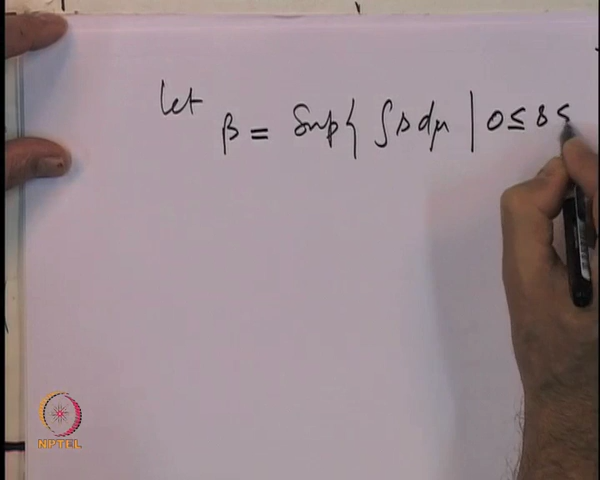 Let
β = Sup { ∫ s dμ | 0 ≤ s ≤
NPTEL